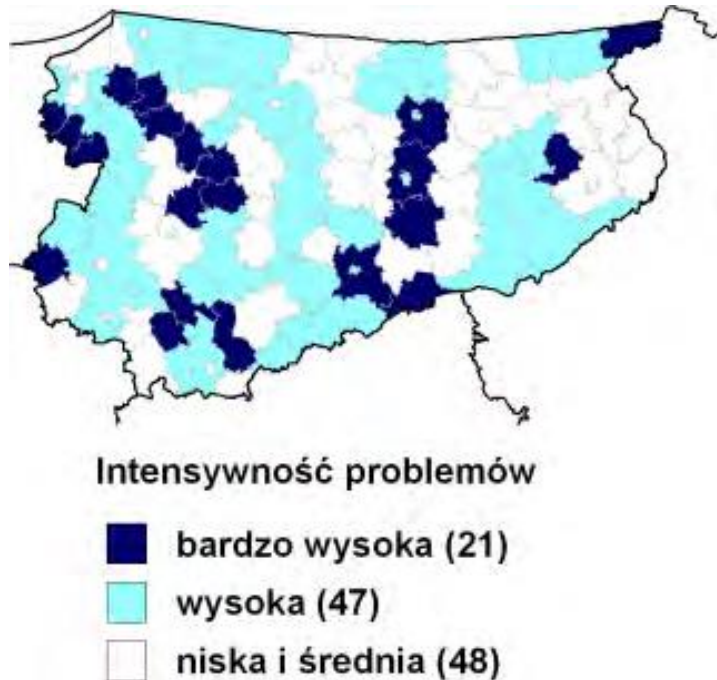 Intensywność problemów
bardzo wysoka (21)
wysoka (47)
niska i średnia (48)